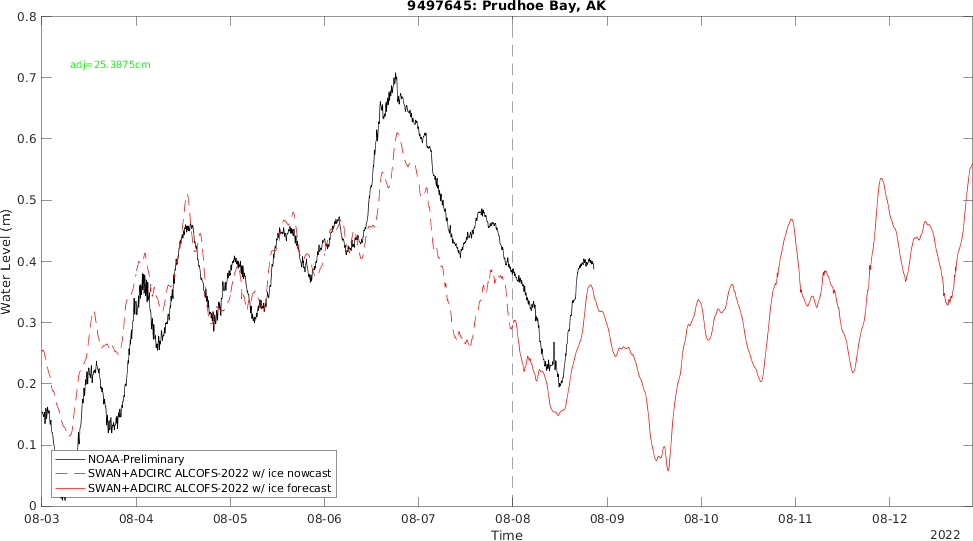 9497645: Prudhoe Bay, AK
adj=25.3875cm
Water Level (m)
0.8
0.7
0.6
0.5
0.4
0.3
0.2
0.1
0
NOAA-Preliminary
SWAN+ADCIRC ALCOFS-2022 w/ ice nowcast
SWAN+ADCIRC ALCOFS-2022 w/ ice forecast
08-03 08-04 08-05 08-06 08-07 08-08 08-09 08-10 08-11 08-12
Time
2022